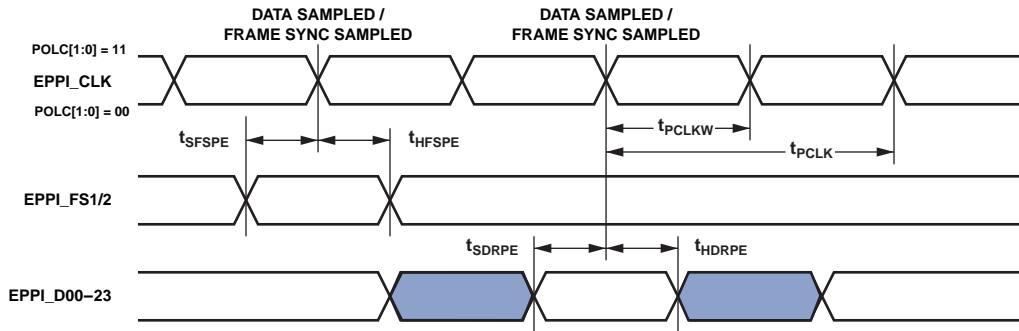 DATA SAMPLED /
FRAME SYNC SAMPLED
DATA SAMPLED /
FRAME SYNC SAMPLED
POLC[1:0] = 11
EPPI_CLK
POLC[1:0] = 00
tSFSPE
tHFSPE
tPCLKW
tPCLK
EPPI_FS1/2
tSDRPE
tHDRPE
EPPI_D00–23